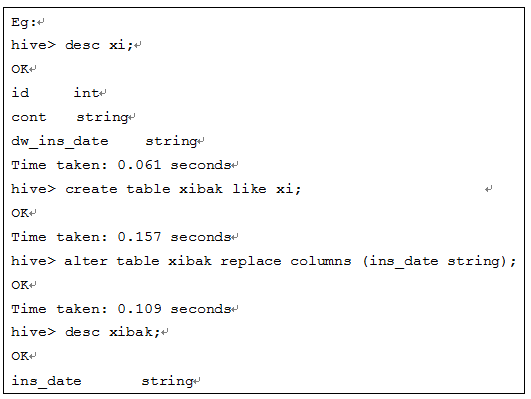 Eg:↵
hive> desc xi;↵
OK↵
id int↵
cont string↵
dw_ins_date string↵
Time taken: 0.061 seconds↵
hive> create table xibak like xi; ↵
OK↵
Time taken: 0.157 seconds↵
hive> alter table xibak replace columns (ins_date string);
OK↵
Time taken: 0.109 seconds↵
hive> desc xibak;↵
OK↵
ins_date string↵